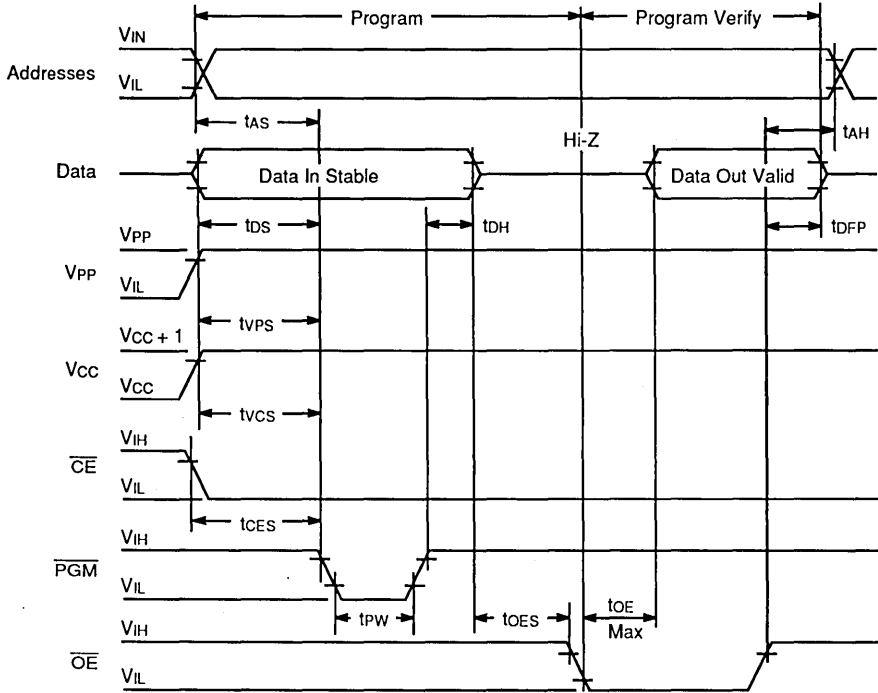 Program
Program Verify
VIN
Addresses
VIL
tAS
tAH
Hi-Z
Data
Data In Stable
Data Out Valid
tDS
tDH
tDFP
VPP
VPP
VIL
tVPS
VCC + 1
VCC
VCC
tVCS
VIH
CE
VIL
tCES
VIH
PGM
VIL
tPW
tOES
tOE
Max
VIH
OE
VIL